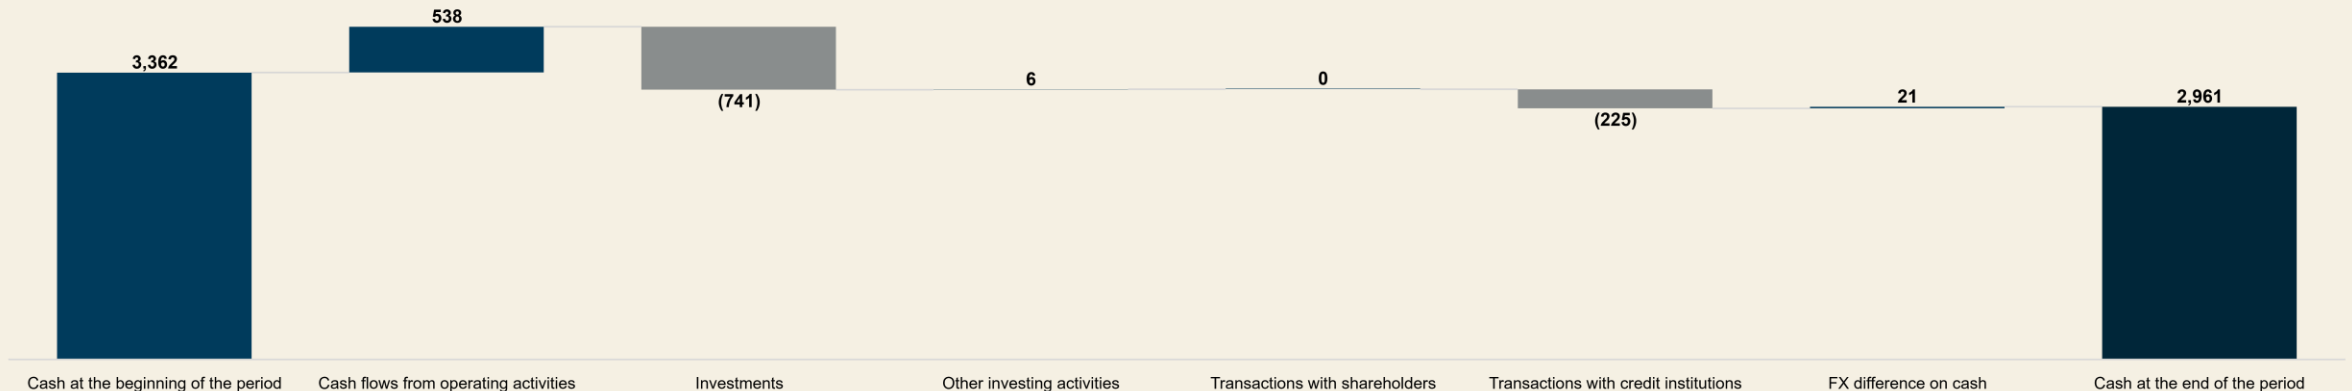 538
3,362
6
0
21
2,961
(741)
(225)
Cash at the beginning of the period
Cash flows from operating activities
Investments
Other investing activities
Transactions with shareholders
Transactions with credit institutions
FX difference on cash
Cash at the end of the period